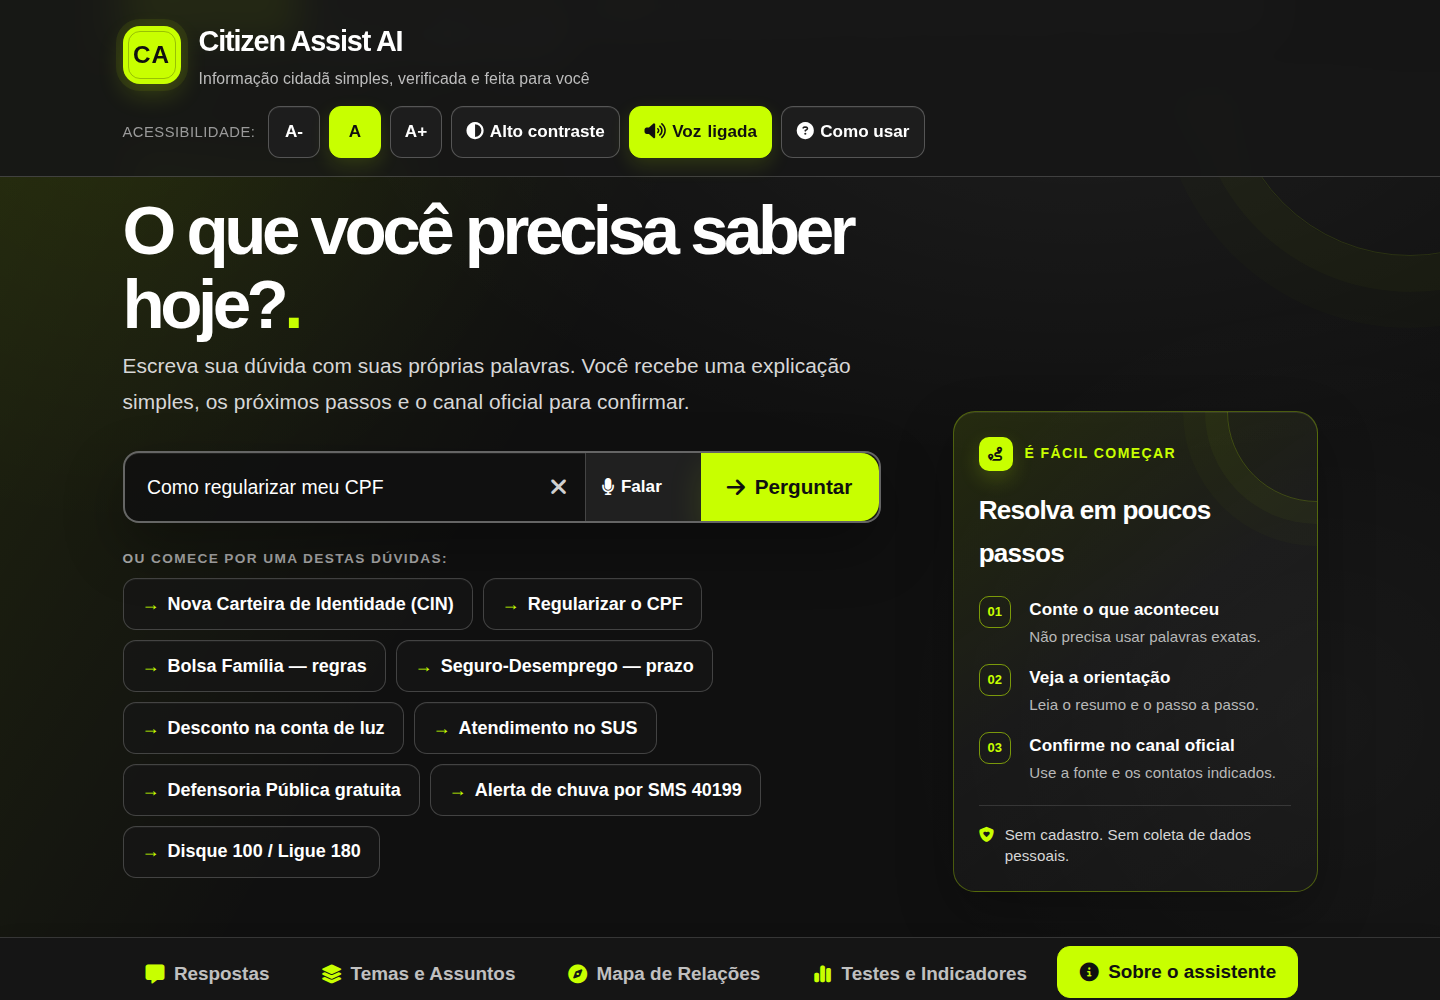 CA
Citizen Assist AI
Informação cidadã simples, verificada e feita para você
ACESSIBILIDADE: A- A A+ Alto contraste Voz ligada Como usar
O que você precisa saber
hoje?.
Escreva sua dúvida com suas próprias palavras. Você recebe uma explicação
simples, os próximos passos e o canal oficial para confirmar.
Como regularizar meu CPF Falar Perguntar
OU COMECE POR UMA DESTAS DÚVIDAS:
→ Nova Carteira de Identidade (CIN) → Regularizar o CPF
→ Bolsa Família — regras → Seguro-Desemprego — prazo
→ Desconto na conta de luz → Atendimento no SUS
→ Defensoria Pública gratuita → Alerta de chuva por SMS 40199
→ Disque 100 / Ligue 180
É FÁCIL COMEÇAR
Resolva em poucos
passos
01 Conte o que aconteceu
Não precisa usar palavras exatas.
02 Veja a orientação
Leia o resumo e o passo a passo.
03 Confirme no canal oficial
Use a fonte e os contatos indicados.
Sem cadastro. Sem coleta de dados
pessoais.
Respostas Temas e Assuntos Mapa de Relações Testes e Indicadores Sobre o assistente